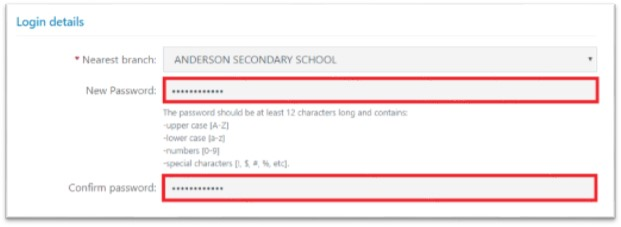 Login details
* Nearest branch: ANDERSON SECONDARY SCHOOL
New Password: ••••••••••••
The password should be at least 12 characters long and contains:
-upper case [A-Z]
-lower case [a-z]
-numbers [0-9]
-special characters [!, $, #, %, etc].
Confirm password: ••••••••••••